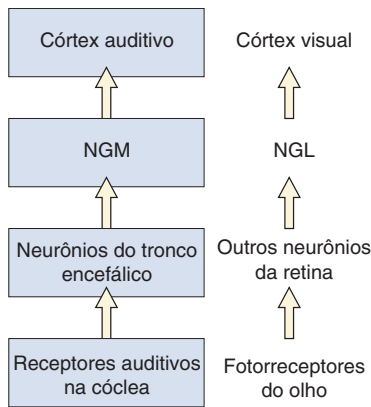 Córtex auditivo
Córtex visual
NGM
NGL
Neurônios do tronco
encefálico
Outros neurônios
da retina
Receptores auditivos
na cóclea
Fotorreceptores
do olho